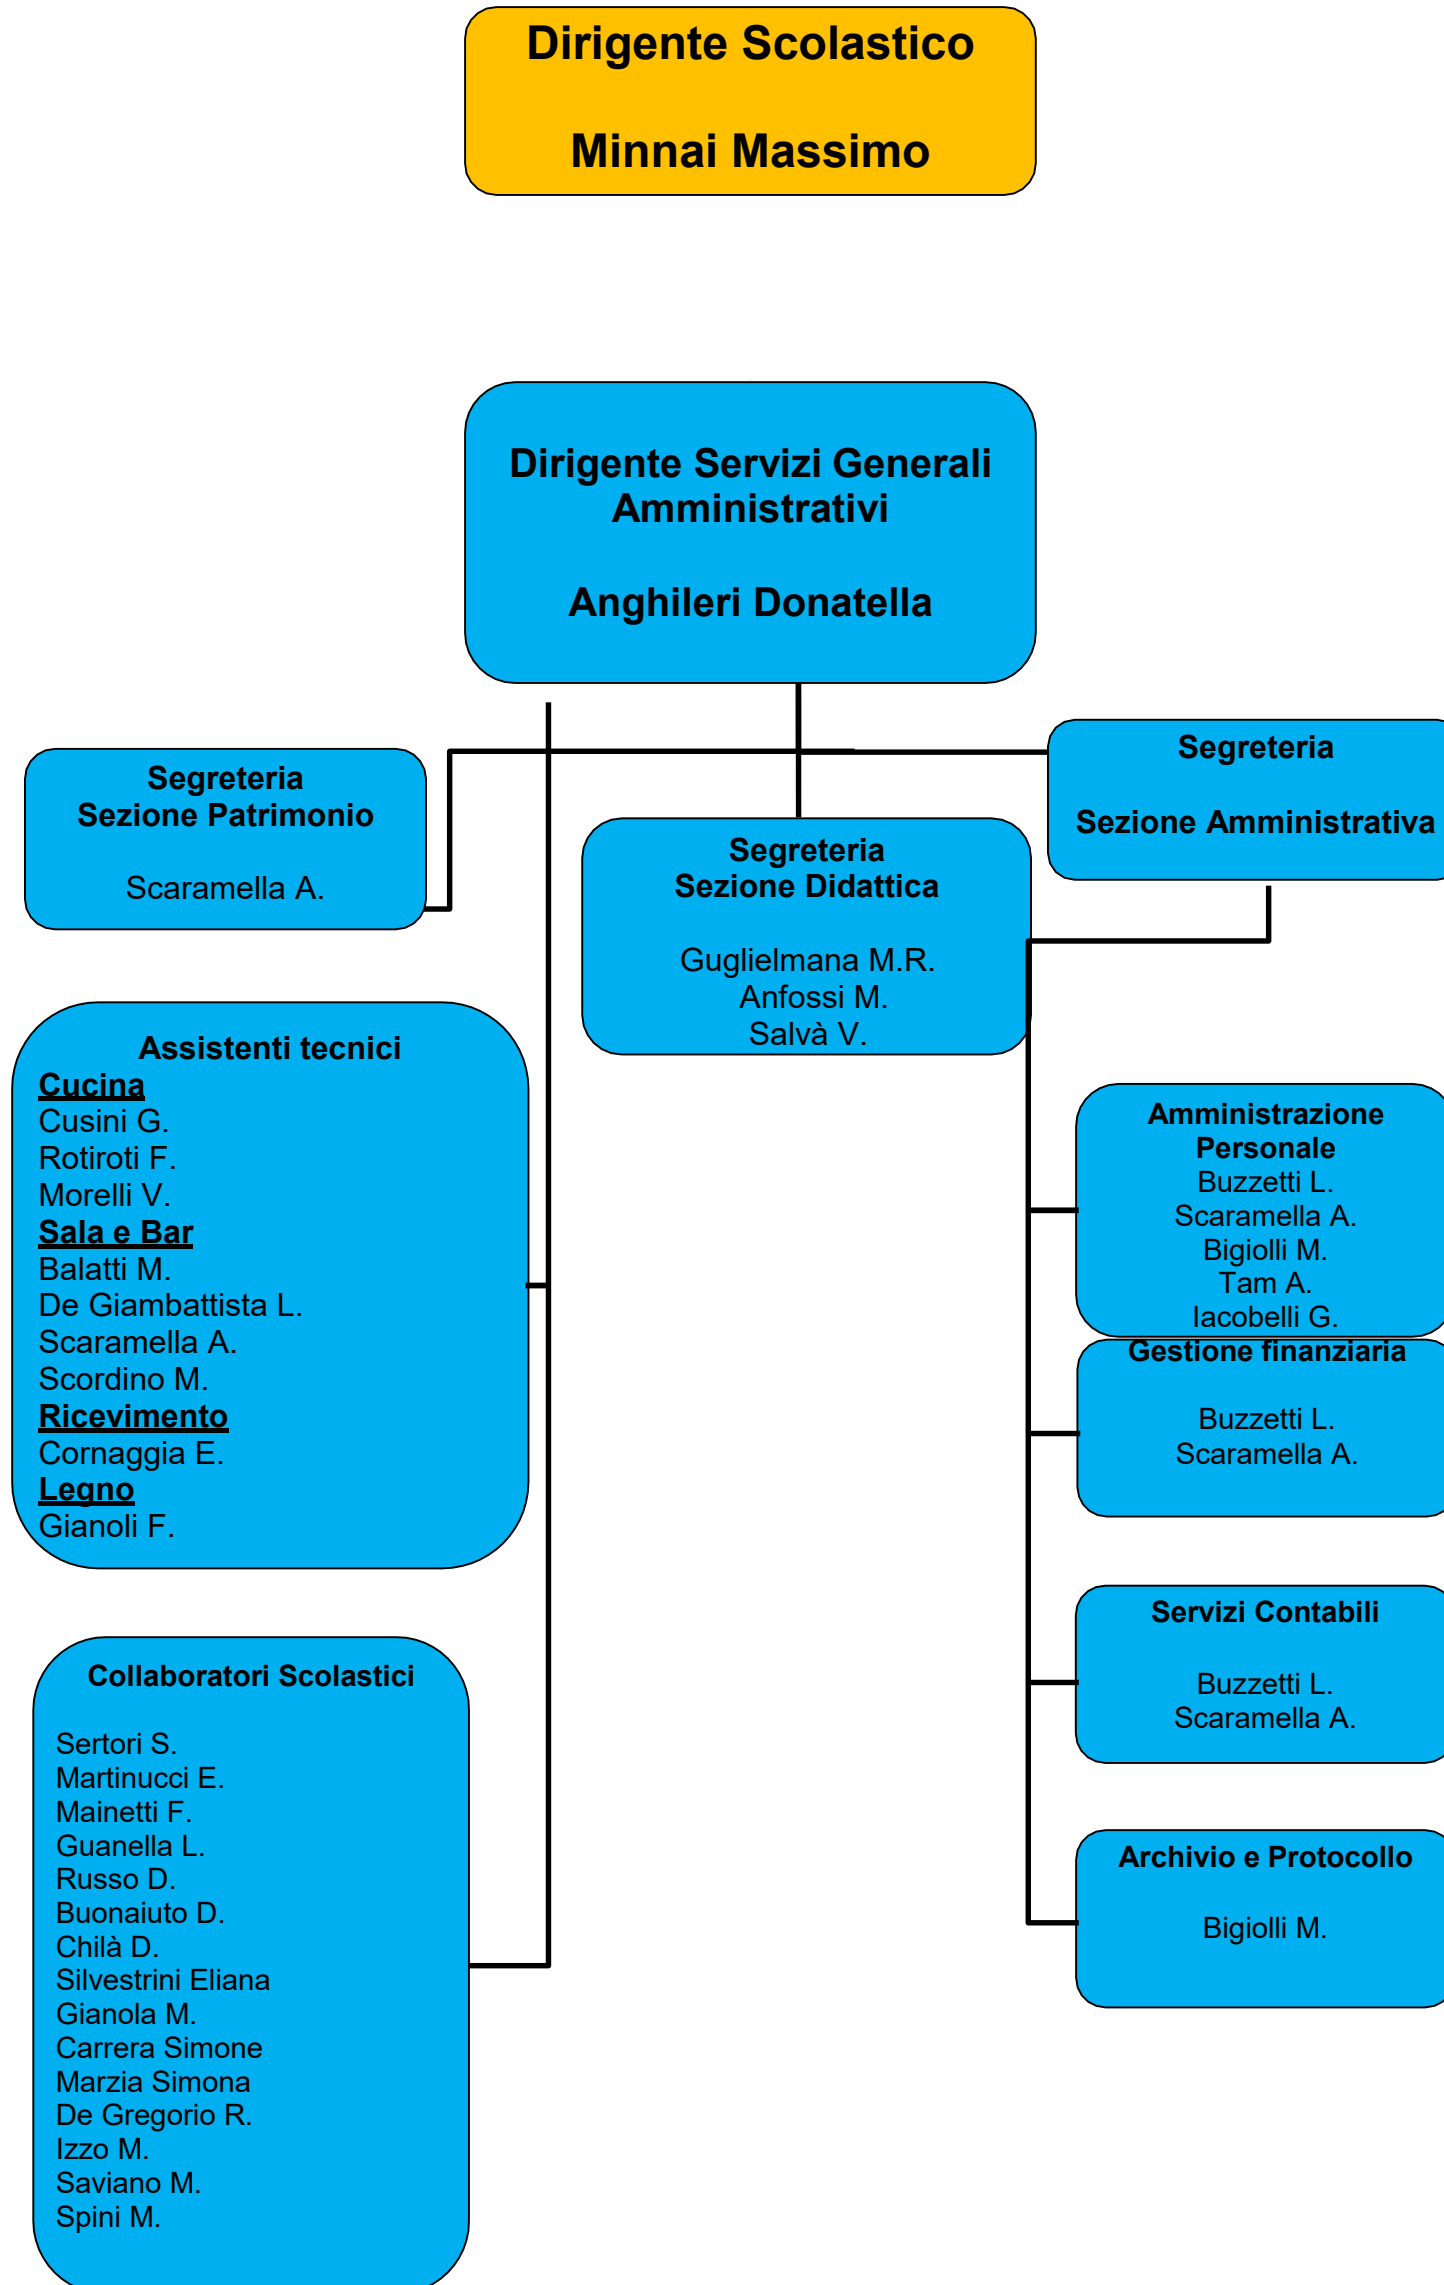 Dirigente Scolastico
Minnai Massimo
Dirigente Servizi Generali
Amministrativi
Anghileri Donatella
Segreteria
Sezione Patrimonio
Scaramella A.
Segreteria
Sezione Didattica
Guglielmana M.R.
Anfossi M.
Salvà V.
Segreteria
Sezione Amministrativa
Assistenti tecnici
Cucina
Cusini G.
Rotiroti F.
Morelli V.
Sala e Bar
Balatti M.
De Giambattista L.
Scaramella A.
Scordino M.
Ricevimento
Cornaggia E.
Legno
Gianoli F.
Amministrazione
Personale
Buzzetti L.
Scaramella A.
Bigiolli M.
Tam A.
Iacobelli G.
Gestione finanziaria
Buzzetti L.
Scaramella A.
Servizi Contabili
Buzzetti L.
Scaramella A.
Archivio e Protocollo
Bigiolli M.
Collaboratori Scolastici
Sertori S.
Martinucci E.
Mainetti F.
Guanella L.
Russo D.
Buonaiuto D.
Chilà D.
Silvestrini Eliana
Gianola M.
Carrera Simone
Marzia Simona
De Gregorio R.
Izzo M.
Saviano M.
Spini M.